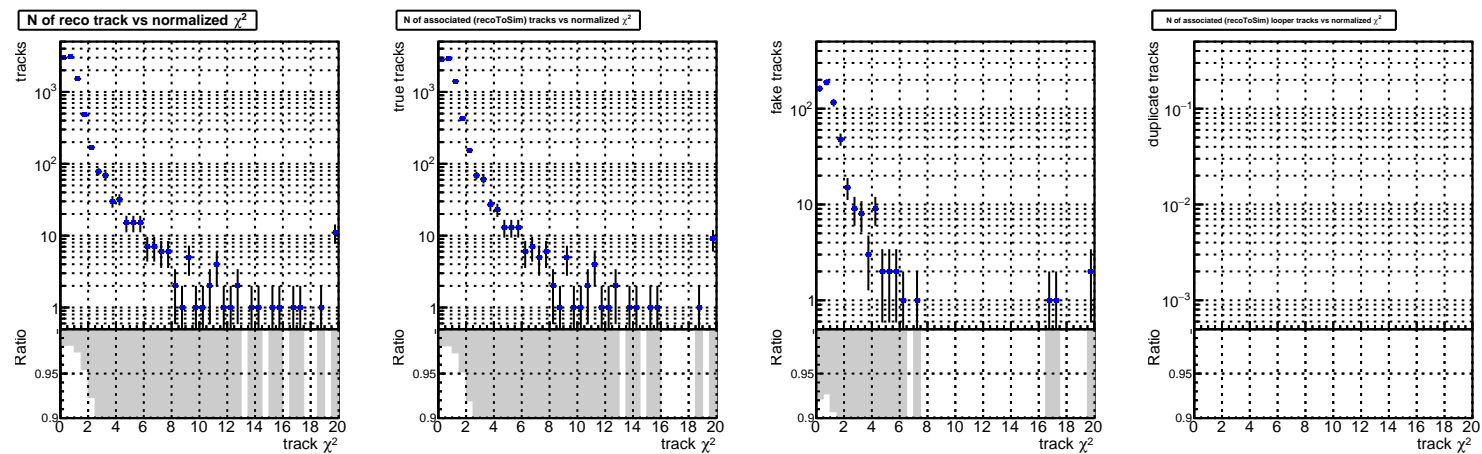 N of reco track vs normalized χ²
tracks
10³
10²
10
1
Ratio
0.95
0.9
0 2 4 6 8 10 12 14 16 18 20
track χ²
N of associated (recoToSim) tracks vs normalized χ²
true tracks
10³
10²
10
1
Ratio
0.95
0.9
0 2 4 6 8 10 12 14 16 18 20
track χ²
fake tracks
10²
10
1
Ratio
0.95
0.9
0 2 4 6 8 10 12 14 16 18 20
track χ²
N of associated (recoToSim) looper tracks vs normalized χ²
duplicate tracks
10⁻¹
10⁻²
10⁻³
Ratio
0.95
0.9
0 2 4 6 8 10 12 14 16 18 20
track χ²